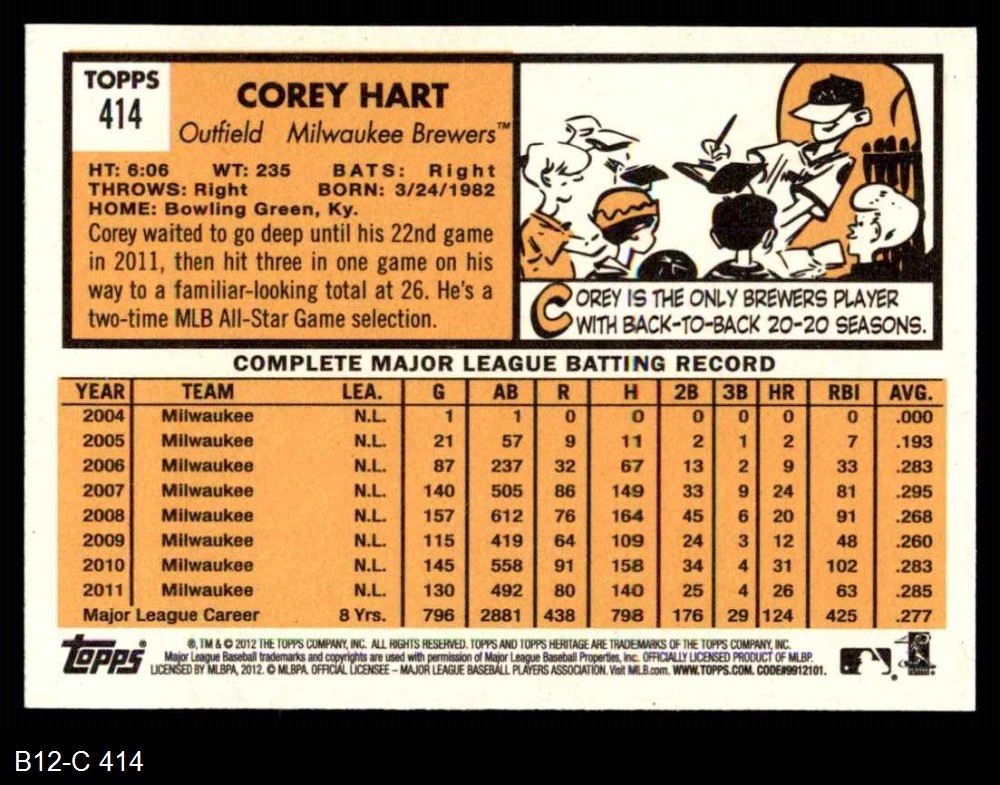 TOPPS
414
COREY HART
Outfield Milwaukee Brewers™
HT: 6:06 WT: 235 BATS: Right
THROWS: Right BORN: 3/24/1982
HOME: Bowling Green, Ky.
Corey waited to go deep until his 22nd game
in 2011, then hit three in one game on his
way to a familiar-looking total at 26. He's a
two-time MLB All-Star Game selection.
COREY IS THE ONLY BREWERS PLAYER
WITH BACK-TO-BACK 20-20 SEASONS.
COMPLETE MAJOR LEAGUE BATTING RECORD
YEAR TEAM LEA. G AB R H 2B 3B HR RBI AVG.
2004 Milwaukee N.L. 1 1 0 0 0 0 0 0 .000
2005 Milwaukee N.L. 21 57 9 11 2 1 2 7 .193
2006 Milwaukee N.L. 87 237 32 67 13 2 9 33 .283
2007 Milwaukee N.L. 140 505 86 149 33 9 24 81 .295
2008 Milwaukee N.L. 157 612 76 164 45 6 20 91 .268
2009 Milwaukee N.L. 115 419 64 109 24 3 12 48 .260
2010 Milwaukee N.L. 145 558 91 158 34 4 31 102 .283
2011 Milwaukee N.L. 130 492 80 140 25 4 26 63 .285
Major League Career 8 Yrs. 796 2881 438 798 176 29 124 425 .277
Topps®
®, TM & © 2012 THE TOPPS COMPANY, INC. ALL RIGHTS RESERVED. TOPPS AND TOPPS HERITAGE ARE TRADEMARKS OF THE TOPPS COMPANY, INC.
Major League Baseball trademarks and copyrights are used with permission of Major League Baseball Properties, Inc. OFFICIALLY LICENSED PRODUCT OF MLBP.
LICENSED BY MLBPA, 2012. © MLBPA. OFFICIAL LICENSEE – MAJOR LEAGUE BASEBALL PLAYERS ASSOCIATION. Visit MLB.com. WWW.TOPPS.COM. CODE#9912101.
B12-C 414